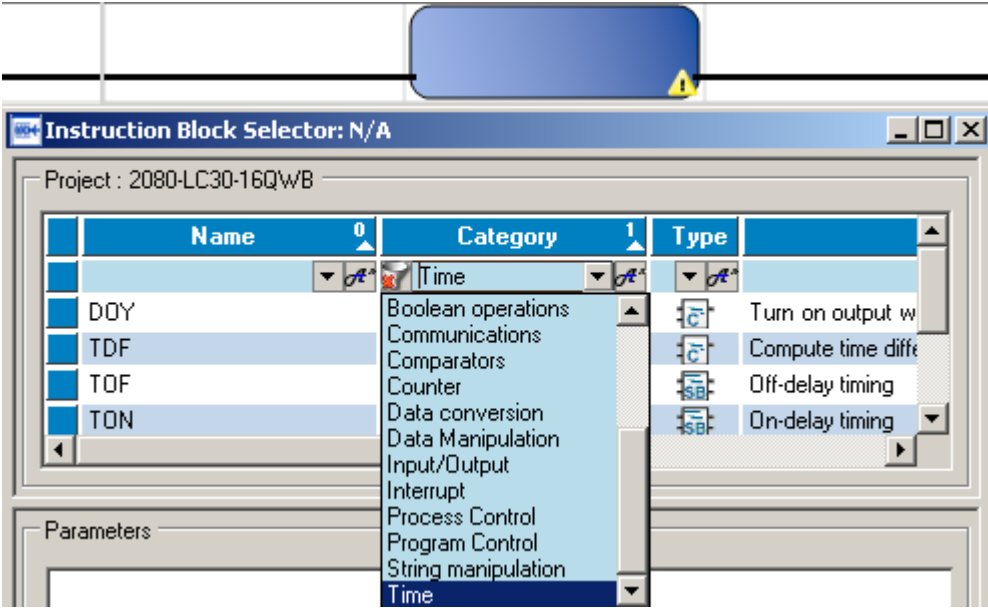 Instruction Block Selector: N/A
Project : 2080-LC30-16QWB
Name 0 Category 1 Type
Time
DOY Turn on output w
TDF Compute time diffe
TOF Off-delay timing
TON On-delay timing
Boolean operations
Communications
Comparators
Counter
Data conversion
Data Manipulation
Input/Output
Interrupt
Process Control
Program Control
String manipulation
Time
Parameters